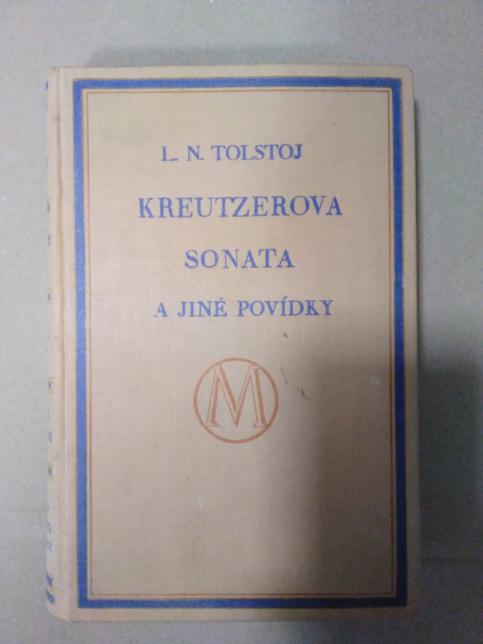 L. N. TOLSTOJ
KREUTZEROVA
SONATA
A JINÉ POVÍDKY
M